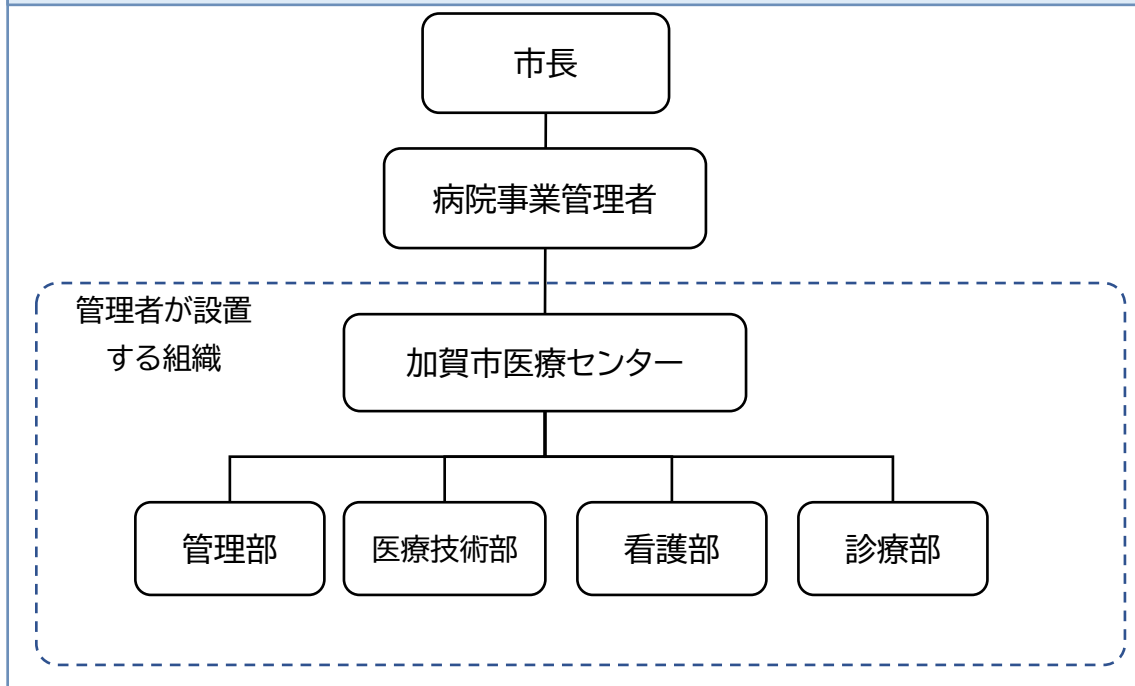 市長
病院事業管理者
管理者が設置
する組織
加賀市医療センター
管理部
医療技術部
看護部
診療部